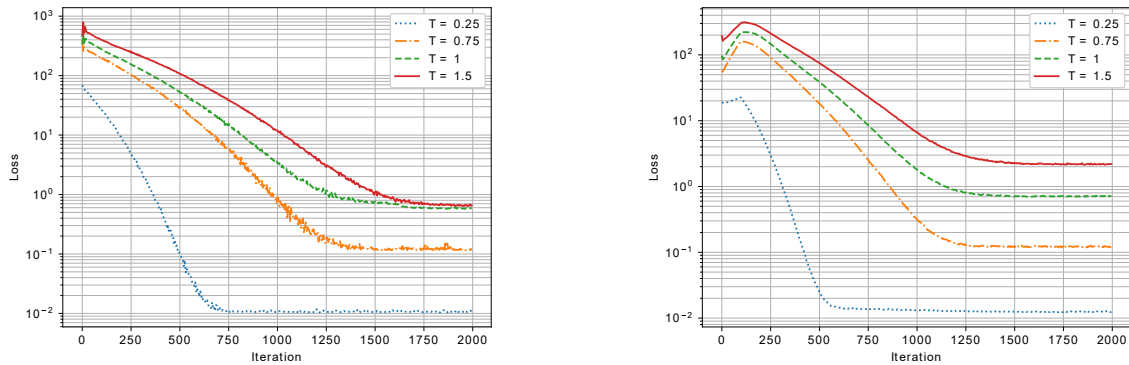 10³
10²
10¹
10⁰
10⁻¹
10⁻²
Loss
0 250 500 750 1000 1250 1500 1750 2000
Iteration
T = 0.25
T = 0.75
T = 1
T = 1.5
10²
10¹
10⁰
10⁻¹
10⁻²
Loss
0 250 500 750 1000 1250 1500 1750 2000
Iteration
T = 0.25
T = 0.75
T = 1
T = 1.5